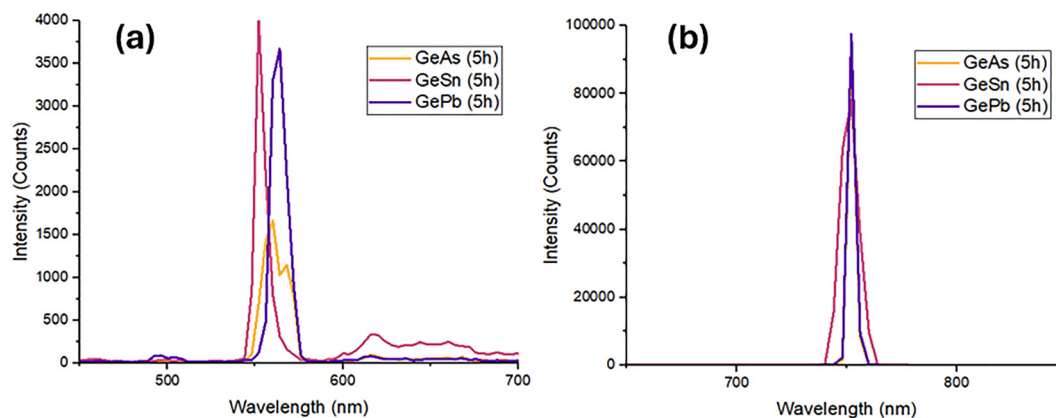 (a)
GeAs (5h)
GeSn (5h)
GePb (5h)
Intensity (Counts)
4000
3500
3000
2500
2000
1500
1000
500
0
500
600
700
Wavelength (nm)
(b)
GeAs (5h)
GeSn (5h)
GePb (5h)
Intensity (Counts)
100000
80000
60000
40000
20000
0
700
800
Wavelength (nm)